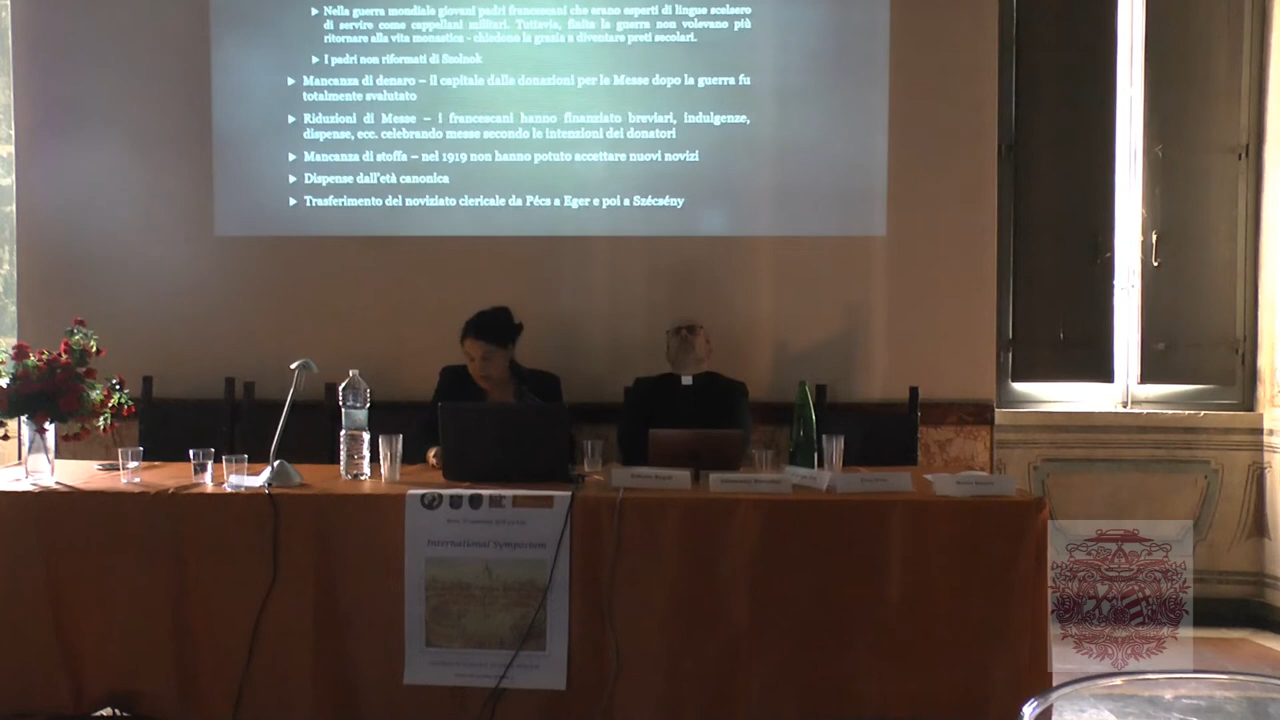 ▶ Nella guerra mondiale giovani padri francescani che erano esperti di lingue scelsero
di servire come cappellani militari. Tuttavia, finita la guerra non volevano più
ritornare alla vita monastica - chiedono la grazia a diventare preti secolari.
▶ I padri non riformati di Szolnok
▶ Mancanza di denaro – il capitale dalle donazioni per le Messe dopo la guerra fu
totalmente svalutato
▶ Riduzioni di Messe – i francescani hanno finanziato breviari, indulgenze,
dispense, ecc. celebrando messe secondo le intenzioni dei donatori
▶ Mancanza di stoffa – nel 1919 non hanno potuto accettare nuovi novizi
▶ Dispense dall'età canonica
▶ Trasferimento del noviziato clericale da Pécs a Eger e poi a Szécsény
International Symposium